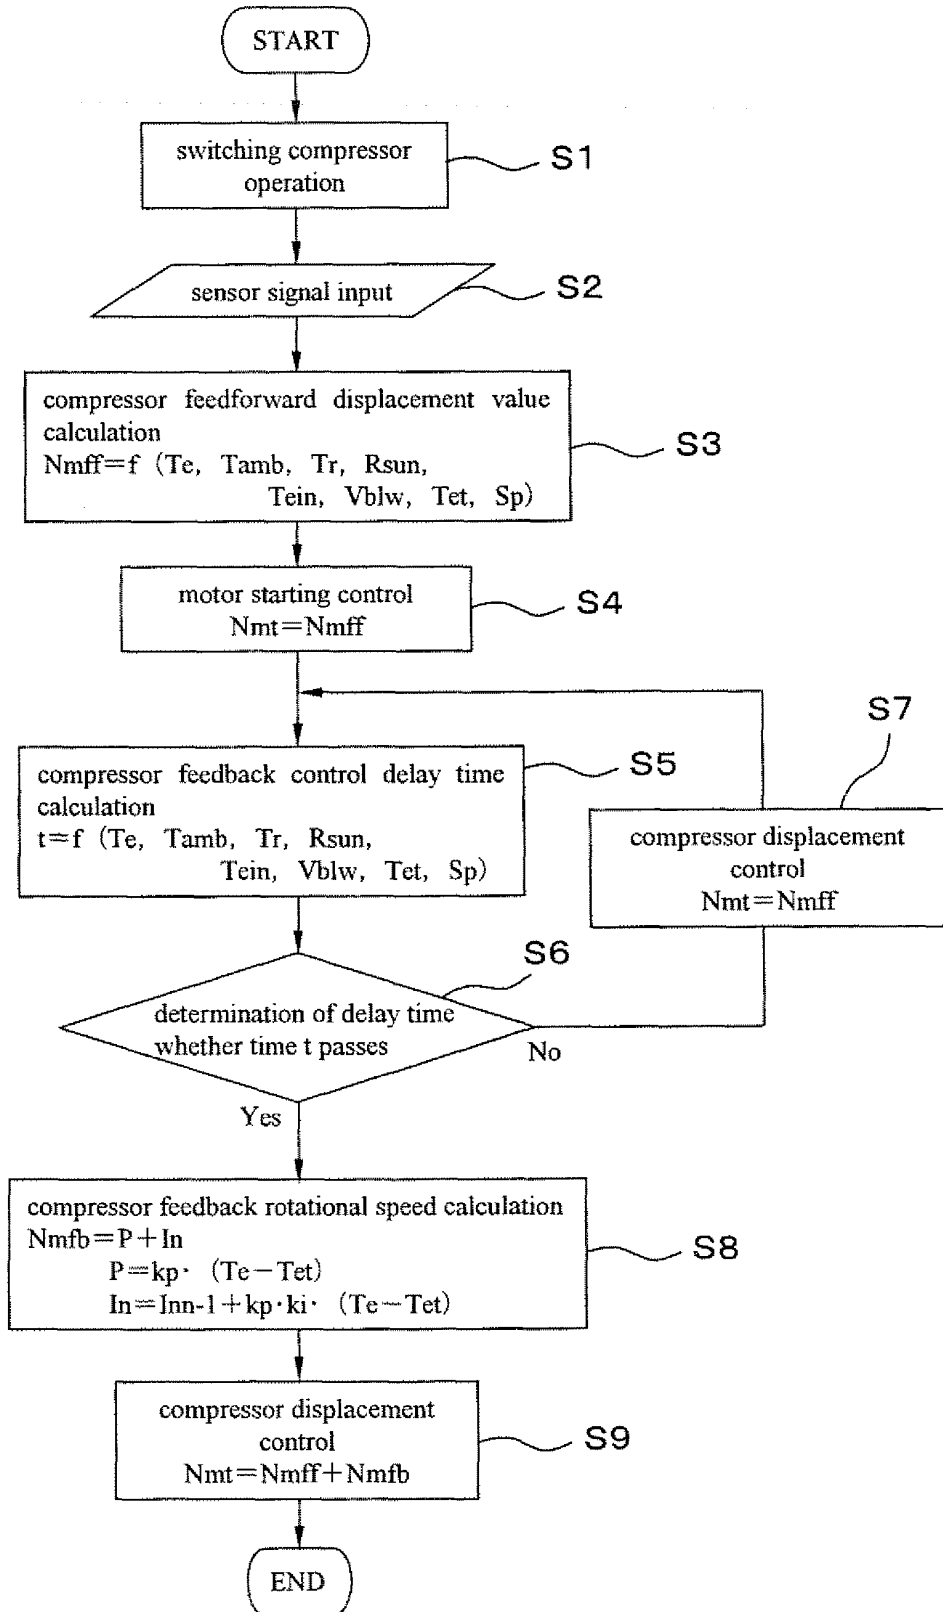 START
switching compressor
operation
S1
sensor signal input
S2
compressor feedforward displacement value
calculation
Nmff=f (Te, Tamb, Tr, Rsun,
Tein, Vblw, Tet, Sp)
S3
motor starting control
Nmt=Nmff
S4
compressor feedback control delay time
calculation
t=f (Te, Tamb, Tr, Rsun,
Tein, Vblw, Tet, Sp)
S5
S7
compressor displacement
control
Nmt=Nmff
S6
determination of delay time
whether time t passes
No
Yes
compressor feedback rotational speed calculation
Nmfb=P+In
P=kp· (Te-Tet)
In=Inn-1+kp·ki· (Te-Tet)
S8
compressor displacement
control
Nmt=Nmff+Nmfb
S9
END